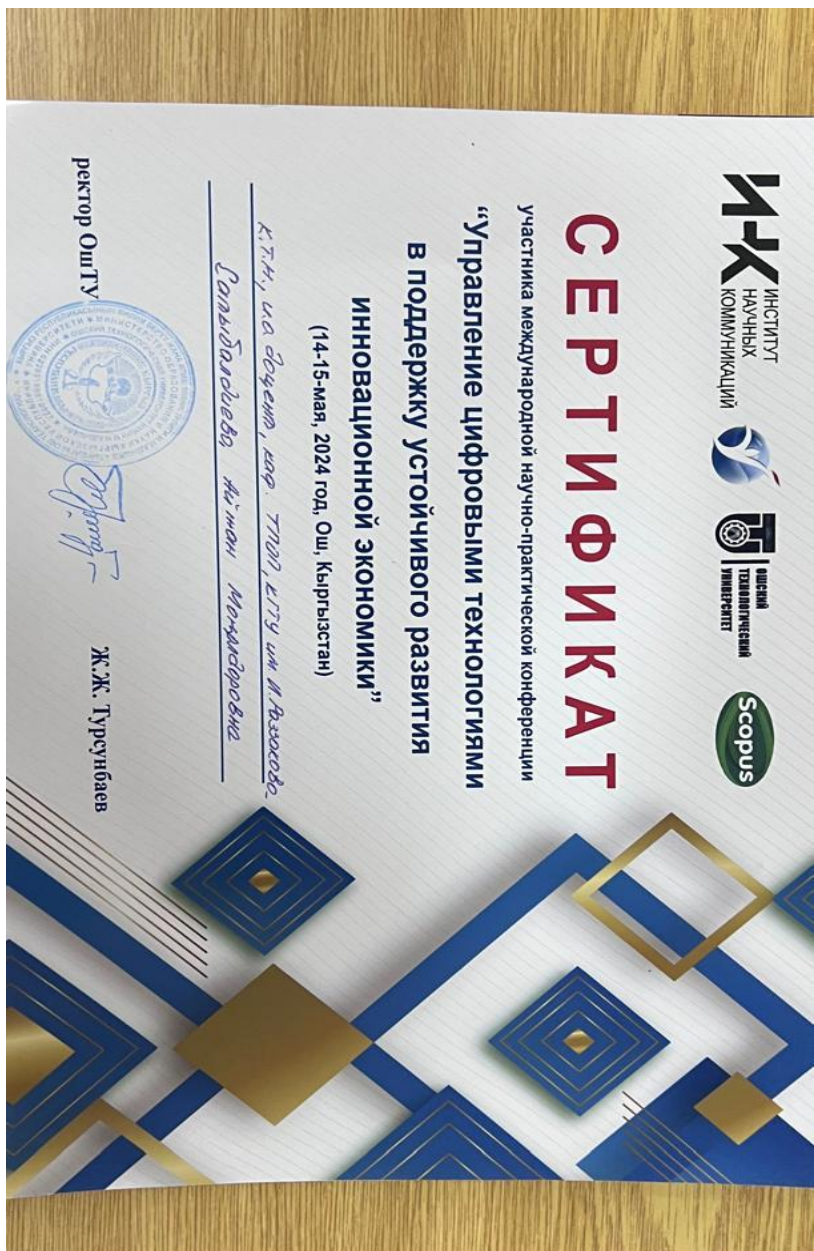 ИНСТИТУТ
НАУЧНЫХ
КОММУНИКАЦИЙ
ОШСКИЙ
ТЕХНОЛОГИЧЕСКИЙ
УНИВЕРСИТЕТ
Scopus
СЕРТИФИКАТ
участника международной научно-практической конференции
“Управление цифровыми технологиями
в поддержку устойчивого развития
инновационной экономики”
(14-15-мая, 2024 год, Ош, Кыргызстан)
к.т.н., и.о доцент, каф. ТПОП, КГТУ им. И.Раззакова
Сатыбалдиева Айтан
ректор ОшТУ Ж.Ж. Турсунбаев